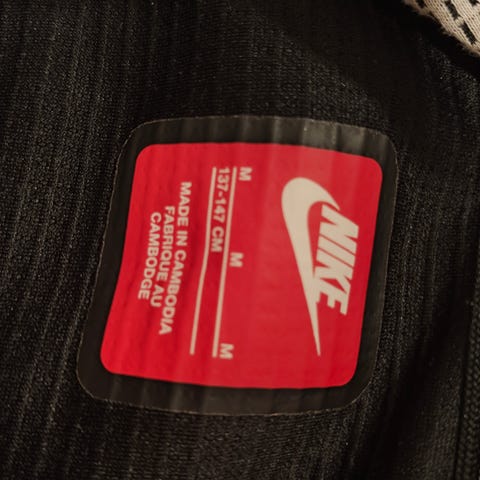 NIKE
M M M
137-147 CM
MADE IN CAMBODIA
FABRIQUE AU
CAMBODGE